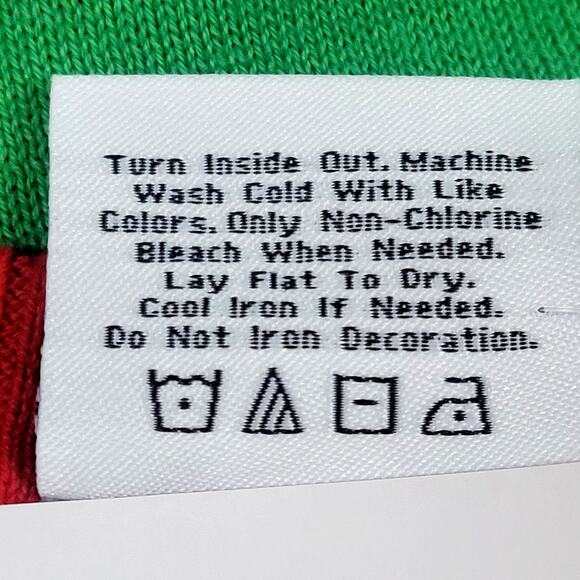 Turn Inside Out. Machine
Wash Cold With Like
Colors. Only Non-Chlorine
Bleach When Needed.
Lay Flat To Dry.
Cool Iron If Needed.
Do Not Iron Decoration.